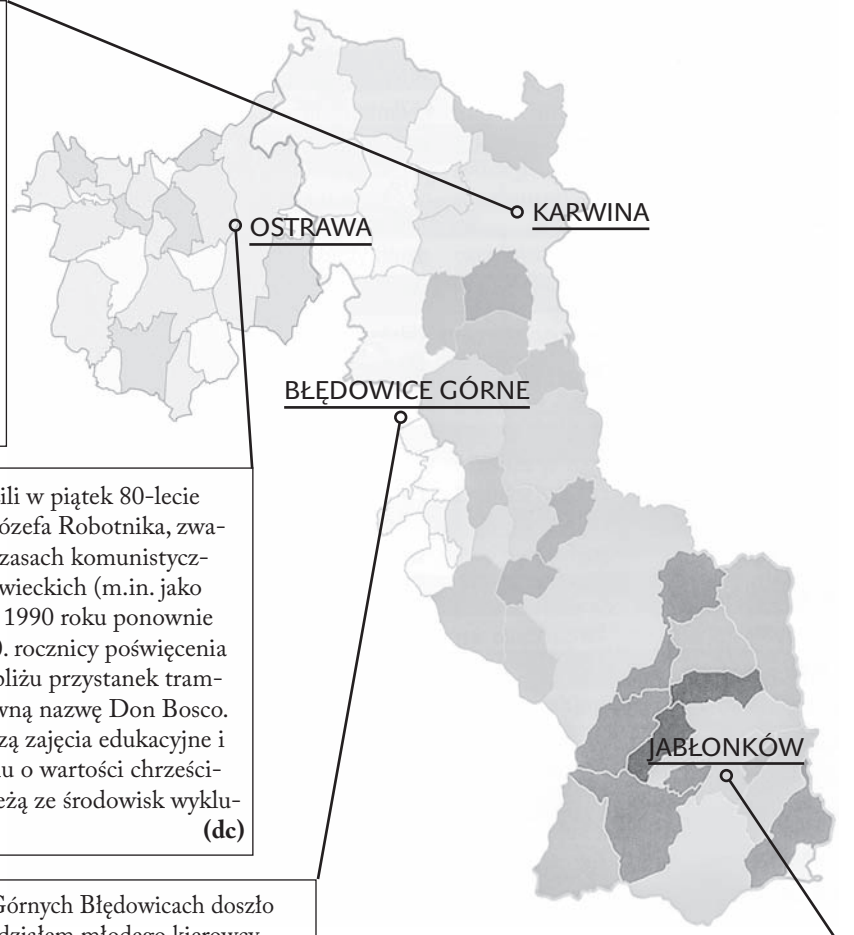 KARWINA
OSTRAWA
BŁĘDOWICE GÓRNE
ili w piątek 80-lecie
ózefa Robotnika, zwa-
zasach komunistycz-
wieckich (m.in. jako
1990 roku ponownie
. rocznicy poświęcenia
bliżu przystanek tram-
wną nazwę Don Bosco.
zą zajęcia edukacyjne i
u o wartości chrześci-
eżą ze środowisk wyklu-
(dc)
JABŁONKÓW
Górnych Błędowicach doszło
działem młodego kierowcy